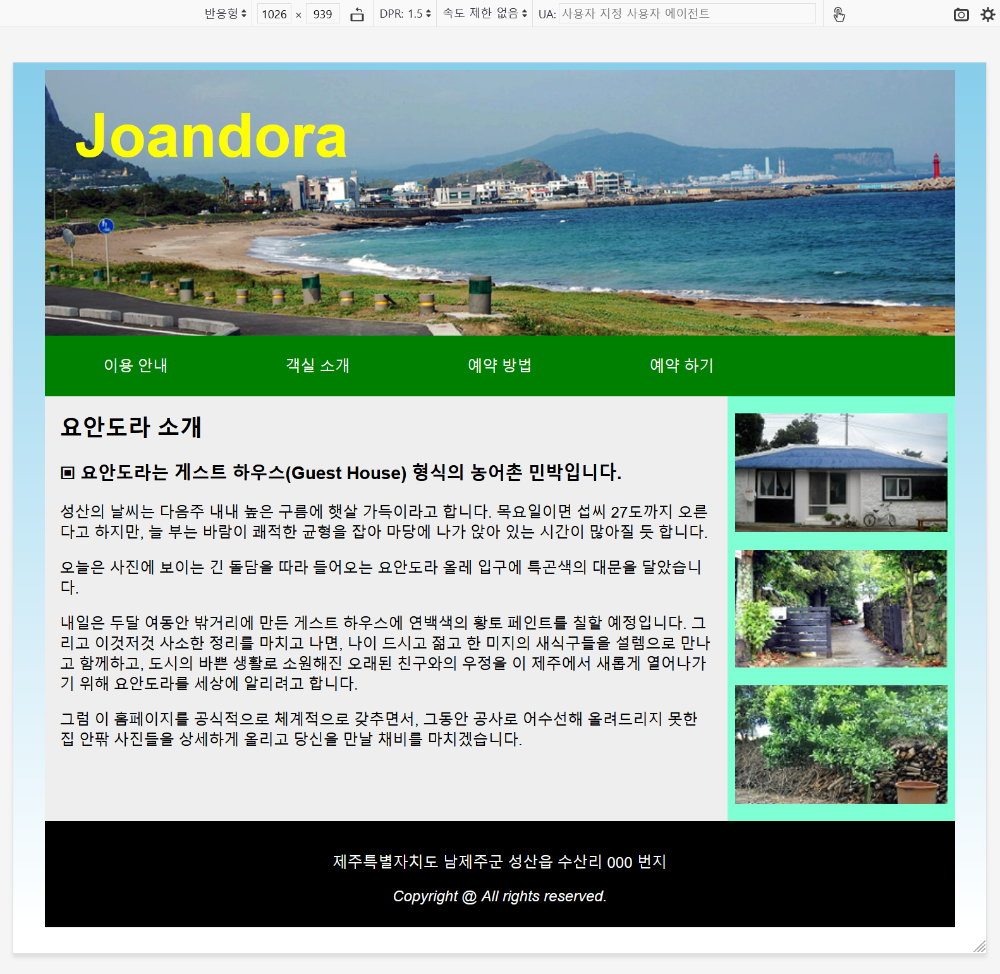 반응형 1026 × 939 DPR: 1.5 속도 제한 없음 UA: 사용자 지정 사용자 에이전트
Joandora
이용 안내 객실 소개 예약 방법 예약 하기
요안도라 소개
▣ 요안도라는 게스트 하우스(Guest House) 형식의 농어촌 민박입니다.
성산의 날씨는 다음주 내내 높은 구름에 햇살 가득이라고 합니다. 목요일이면 섭씨 27도까지 오른
다고 하지만, 늘 부는 바람이 쾌적한 균형을 잡아 마당에 나가 앉아 있는 시간이 많아질 듯 합니다.
오늘은 사진에 보이는 긴 돌담을 따라 들어오는 요안도라 올레 입구에 특곤색의 대문을 달았습니
다.
내일은 두달 여동안 밖거리에 만든 게스트 하우스에 연백색의 황토 페인트를 칠할 예정입니다. 그
리고 이것저것 사소한 정리를 마치고 나면, 나이 드시고 젊고 한 미지의 새식구들을 설렘으로 만나
고 함께하고, 도시의 바쁜 생활로 소원해진 오래된 친구와의 우정을 이 제주에서 새롭게 열어나가
기 위해 요안도라를 세상에 알리려고 합니다.
그럼 이 홈페이지를 공식적으로 체계적으로 갖추면서, 그동안 공사로 어수선해 올려드리지 못한
집 안팎 사진들을 상세하게 올리고 당신을 만날 채비를 마치겠습니다.
제주특별자치도 남제주군 성산읍 수산리 000 번지
Copyright @ All rights reserved.